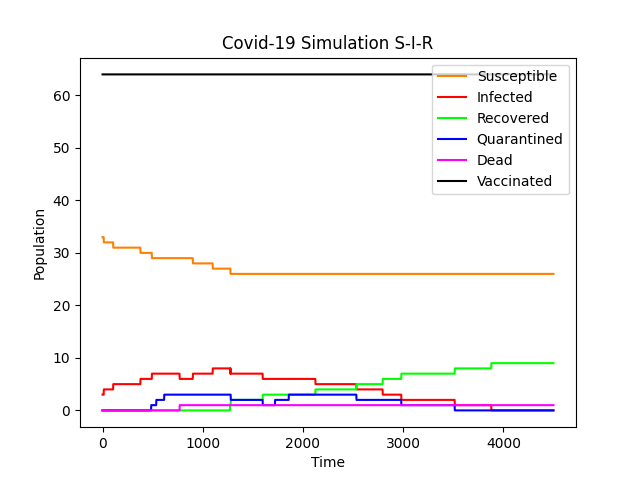 Covid-19 Simulation S-I-R
Population
60
50
40
30
20
10
0
Susceptible
Infected
Recovered
Quarantined
Dead
Vaccinated
0 1000 2000 3000 4000
Time